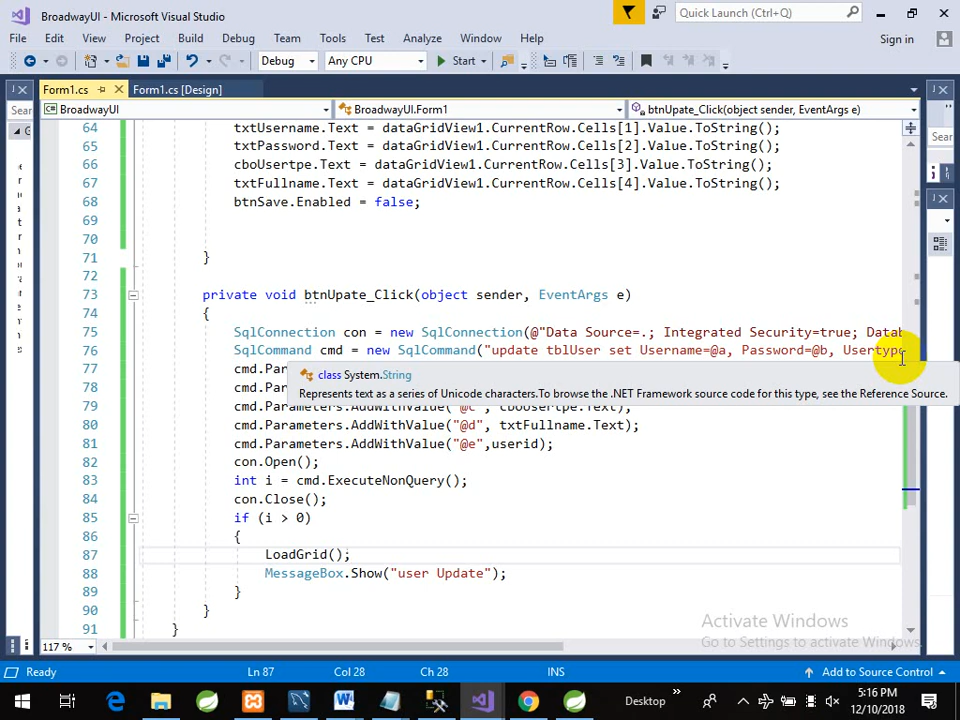 BroadwayUI - Microsoft Visual Studio
Quick Launch (Ctrl+Q)
File Edit View Project Build Debug Team Tools Test Analyze Sign in
Window Help
Debug Any CPU Start
Form1.cs Form1.cs [Design]
BroadwayUI BroadwayUI.Form1 btnUpate_Click(object sender, EventArgs e)
Sear
Sear
64 txtUsername.Text = dataGridView1.CurrentRow.Cells[1].Value.ToString();
65 txtPassword.Text = dataGridView1.CurrentRow.Cells[2].Value.ToString();
66 cboUsertpe.Text = dataGridView1.CurrentRow.Cells[3].Value.ToString();
67 txtFullname.Text = dataGridView1.CurrentRow.Cells[4].Value.ToString();
68 btnSave.Enabled = false;
69
70
71 }
72
73 private void btnUpate_Click(object sender, EventArgs e)
74 {
75 SqlConnection con = new SqlConnection(@"Data Source=.; Integrated Security=true; Datab
76 SqlCommand cmd = new SqlCommand("update tblUser set Username=@a, Password=@b, Usertype
77 cmd.Par
class System.String
78 cmd.Par
Represents text as a series of Unicode characters.To browse the .NET Framework source code for this type, see the Reference Source.
79 cmd.Parameters.AddWithValue("@c", cboUsertpe.Text);
80 cmd.Parameters.AddWithValue("@d", txtFullname.Text);
81 cmd.Parameters.AddWithValue("@e",userid);
82 con.Open();
83 int i = cmd.ExecuteNonQuery();
84 con.Close();
85 if (i > 0)
86 {
87 LoadGrid();
88 MessageBox.Show("user Update");
89 }
90 }
91 }
Activate Windows
Go to Settings to activate Windows.
117 %
Ready Ln 87 Col 28 Ch 28 INS Add to Source Control
Desktop
5:16 PM
12/10/2018